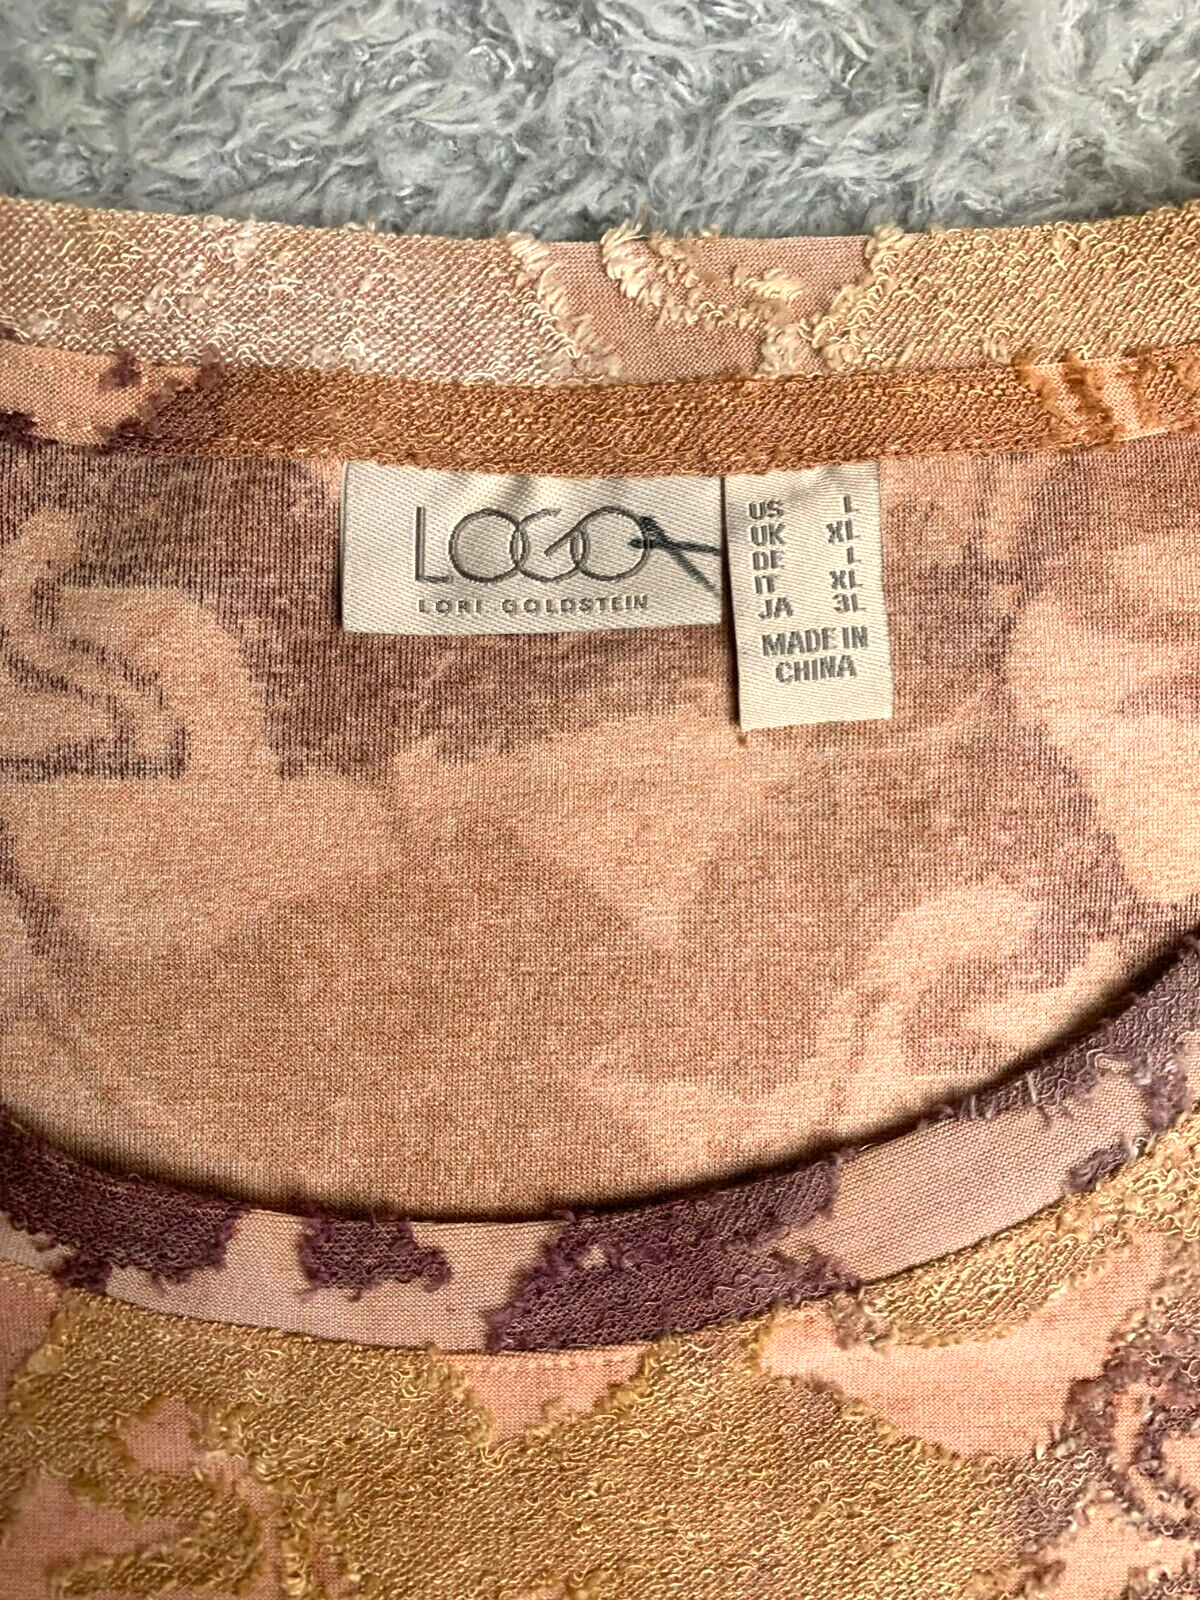 LOGO
LORI GOLDSTEIN
US L
UK XL
DE L
IT XL
JA 3L
MADE IN
CHINA